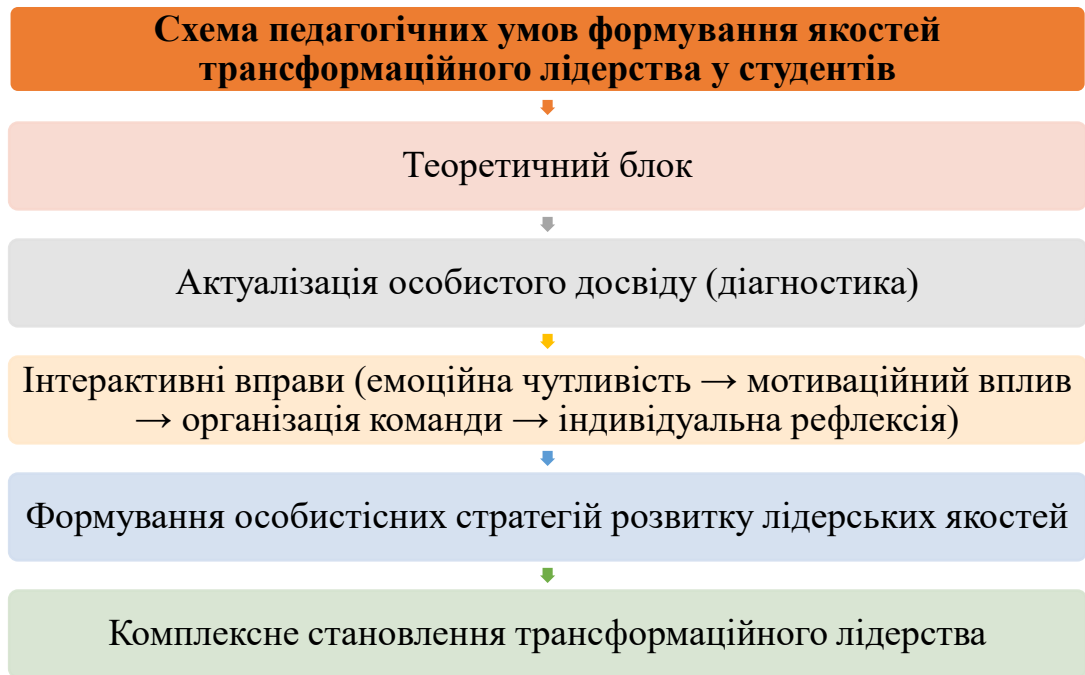 Схема педагогічних умов формування якостей
трансформаційного лідерства у студентів
Теоретичний блок
Актуалізація особистого досвіду (діагностика)
Інтерактивні вправи (емоційна чутливість → мотиваційний вплив
→ організація команди → індивідуальна рефлексія)
Формування особистісних стратегій розвитку лідерських якостей
Комплексне становлення трансформаційного лідерства